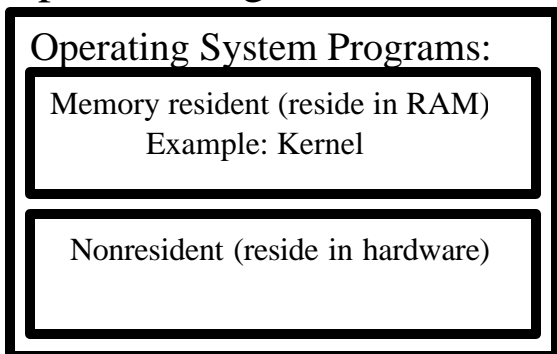 Operating System Programs:
Memory resident (reside in RAM)
Example: Kernel
Nonresident (reside in hardware)